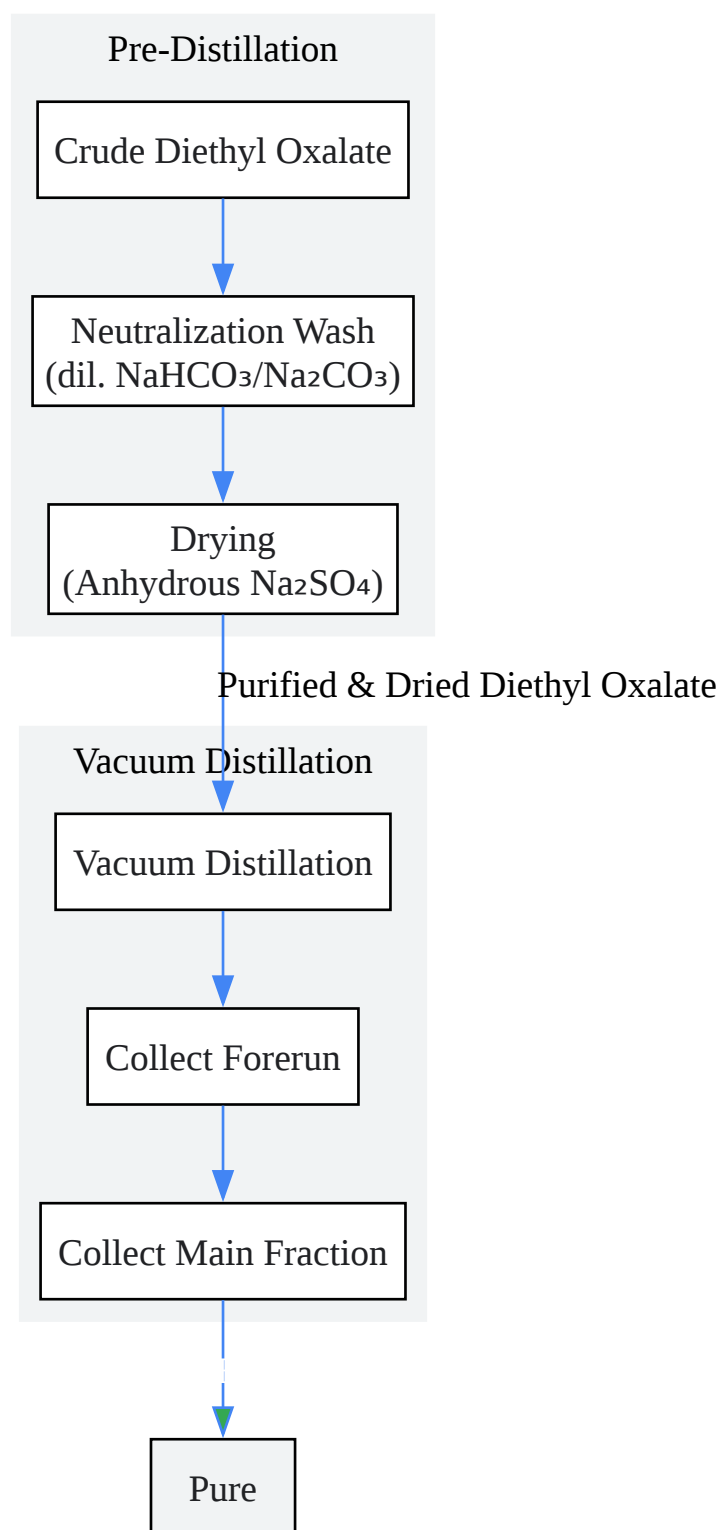 Pre-Distillation
Crude Diethyl Oxalate
Neutralization Wash
(dil. NaHCO₃/Na₂CO₃)
Drying
(Anhydrous Na₂SO₄)
Purified & Dried Diethyl Oxalate
Vacuum Distillation
Vacuum Distillation
Collect Forerun
Collect Main Fraction
Pure